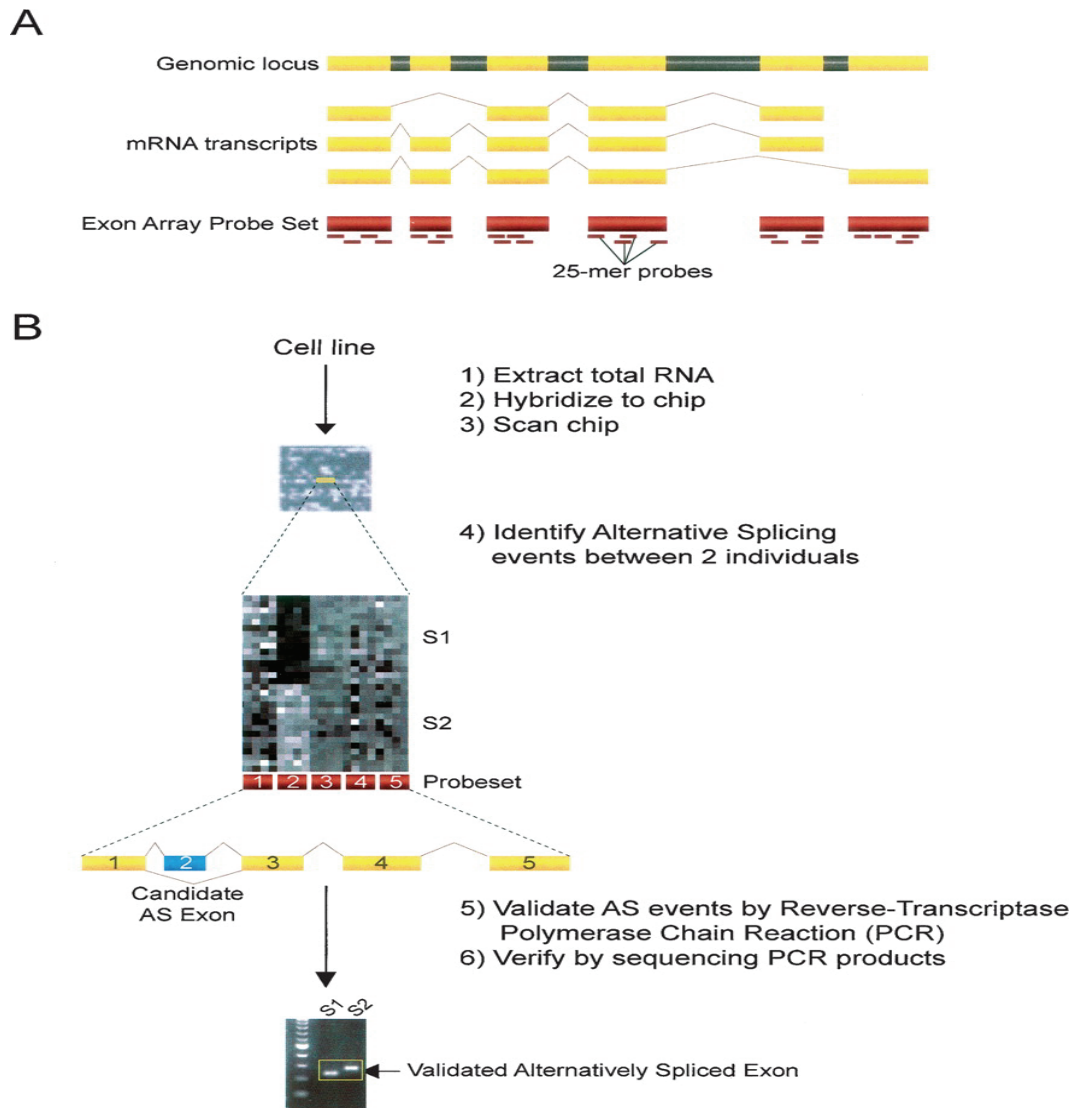 A
Genomic locus
mRNA transcripts
Exon Array Probe Set
25-mer probes
B
Cell line
1) Extract total RNA
2) Hybridize to chip
3) Scan chip
4) Identify Alternative Splicing
events between 2 individuals
S1
S2
1 2 3 4 5 Probeset
1 2 3 4 5
Candidate
AS Exon
5) Validate AS events by Reverse-Transcriptase
Polymerase Chain Reaction (PCR)
6) Verify by sequencing PCR products
S1 S2
Validated Alternatively Spliced Exon